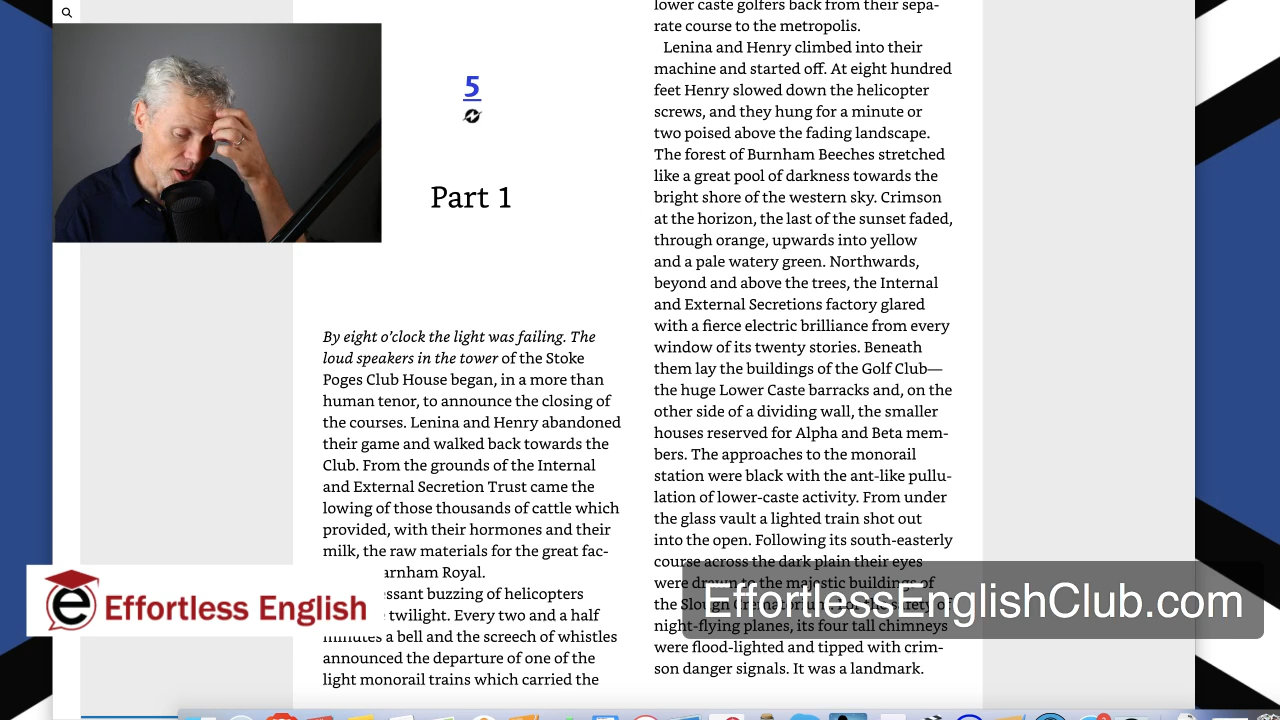 5
Part 1
By eight o’clock the light was failing. The
loud speakers in the tower of the Stoke
Poges Club House began, in a more than
human tenor, to announce the closing of
the courses. Lenina and Henry abandoned
their game and walked back towards the
Club. From the grounds of the Internal
and External Secretion Trust came the
lowing of those thousands of cattle which
provided, with their hormones and their
milk, the raw materials for the great fac-
arnham Royal.
essant buzzing of helicopters
twilight. Every two and a half
minutes a bell and the screech of whistles
announced the departure of one of the
light monorail trains which carried the
lower caste golfers back from their sepa-
rate course to the metropolis.
Lenina and Henry climbed into their
machine and started off. At eight hundred
feet Henry slowed down the helicopter
screws, and they hung for a minute or
two poised above the fading landscape.
The forest of Burnham Beeches stretched
like a great pool of darkness towards the
bright shore of the western sky. Crimson
at the horizon, the last of the sunset faded,
through orange, upwards into yellow
and a pale watery green. Northwards,
beyond and above the trees, the Internal
and External Secretions factory glared
with a fierce electric brilliance from every
window of its twenty stories. Beneath
them lay the buildings of the Golf Club—
the huge Lower Caste barracks and, on the
other side of a dividing wall, the smaller
houses reserved for Alpha and Beta mem-
bers. The approaches to the monorail
station were black with the ant-like pullu-
lation of lower-caste activity. From under
the glass vault a lighted train shot out
into the open. Following its south-easterly
course across the dark plain their eyes
were drawn to the majestic buildings of
the Slough Crematorium. For the safety of
night-flying planes, its four tall chimneys
were flood-lighted and tipped with crim-
son danger signals. It was a landmark.
e Effortless English
EffortlessEnglishClub.com